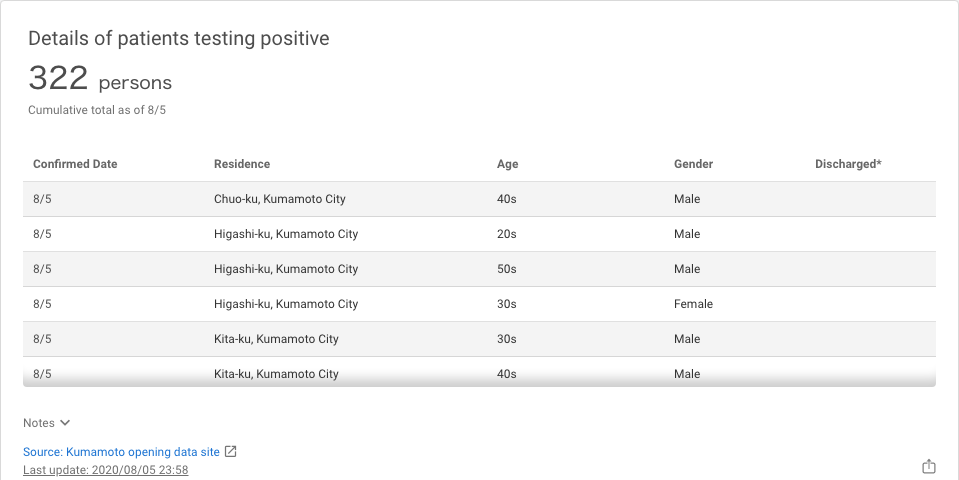 Details of patients testing positive
322 persons
Cumulative total as of 8/5
Confirmed Date Residence Age Gender Discharged*
8/5 Chuo-ku, Kumamoto City 40s Male
8/5 Higashi-ku, Kumamoto City 20s Male
8/5 Higashi-ku, Kumamoto City 50s Male
8/5 Higashi-ku, Kumamoto City 30s Female
8/5 Kita-ku, Kumamoto City 30s Male
8/5 Kita-ku, Kumamoto City 40s Male
Notes
Source: Kumamoto opening data site
Last update: 2020/08/05 23:58